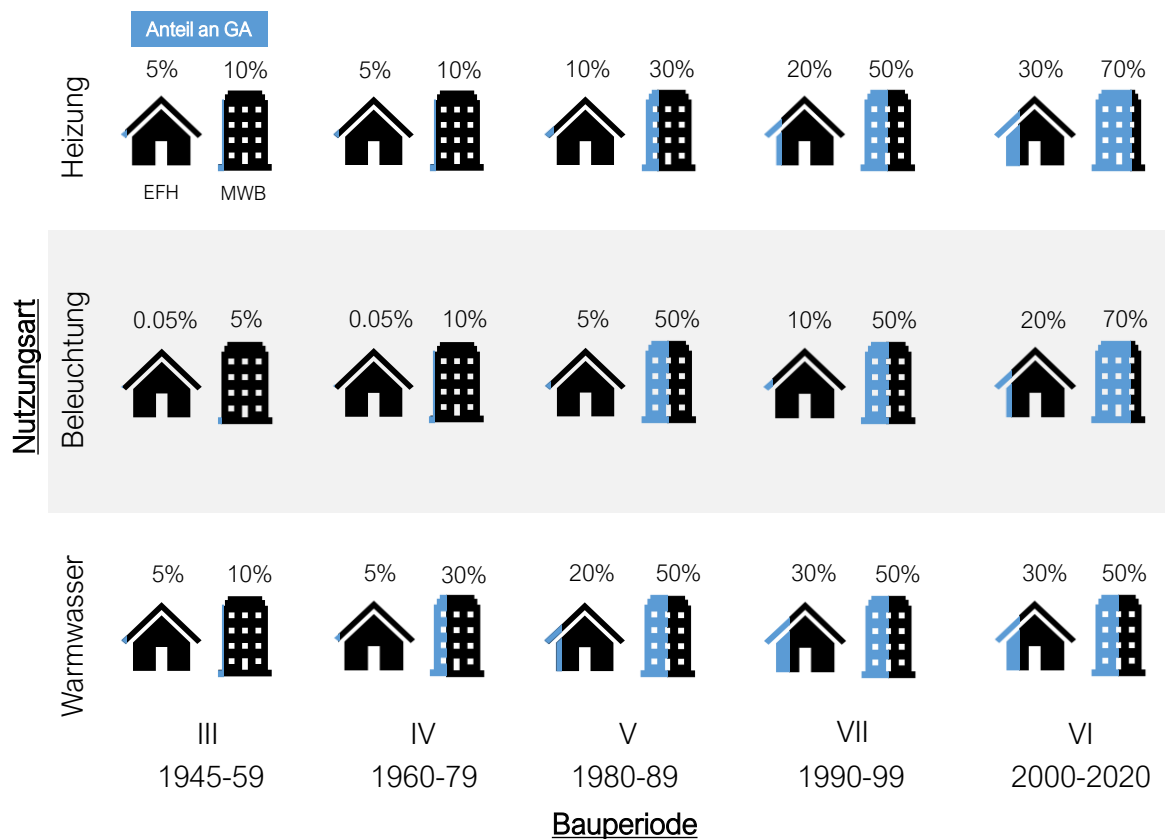 Anteil an GA
5% 10% 5% 10% 10% 30% 20% 50% 30% 70%
Heizung
EFH MWB
Nutzungsart
0.05% 5% 0.05% 10% 5% 50% 10% 50% 20% 70%
Beleuchtung
5% 10% 5% 30% 20% 50% 30% 50% 30% 50%
Warmwasser
III IV V VII VI
1945-59 1960-79 1980-89 1990-99 2000-2020
Bauperiode